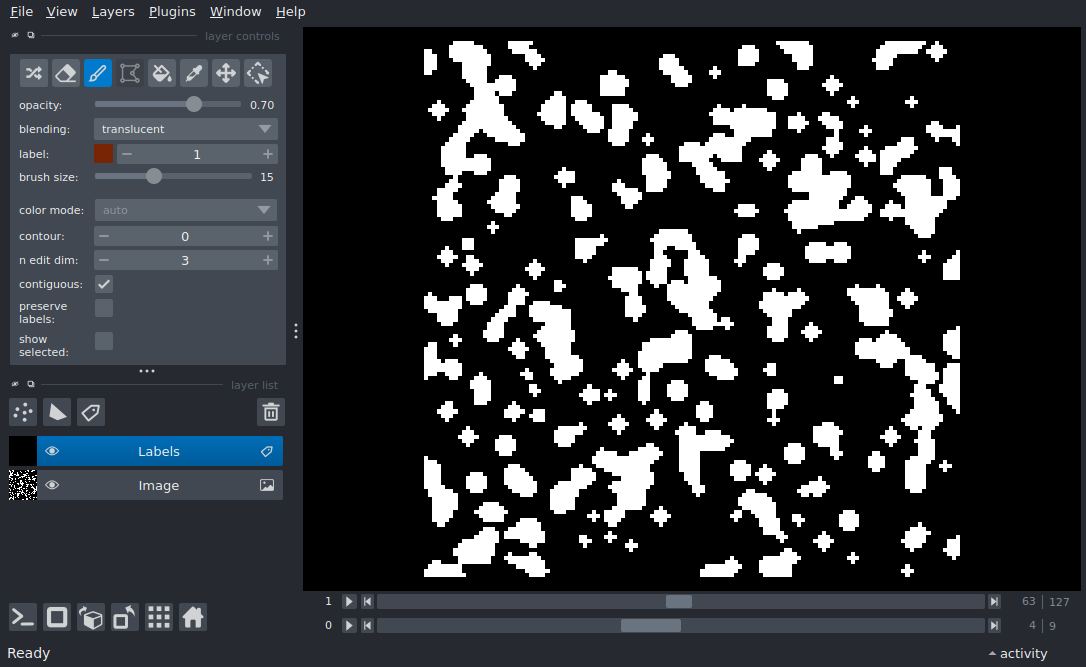 File View Layers Plugins Window Help
layer controls
opacity: 0.70
blending: translucent
label: 1
brush size: 15
color mode: auto
contour: 0
n edit dim: 3
contiguous:
preserve
labels:
show
selected:
layer list
Labels
Image
1 63 127
0 4 9
Ready activity